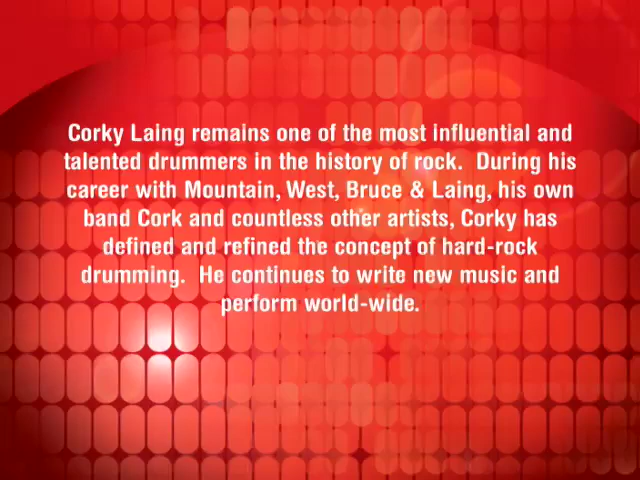 Corky Laing remains one of the most influential and
talented drummers in the history of rock.  During his
career with Mountain, West, Bruce & Laing, his own
band Cork and countless other artists, Corky has
defined and refined the concept of hard-rock
drumming.  He continues to write new music and
perform world-wide.